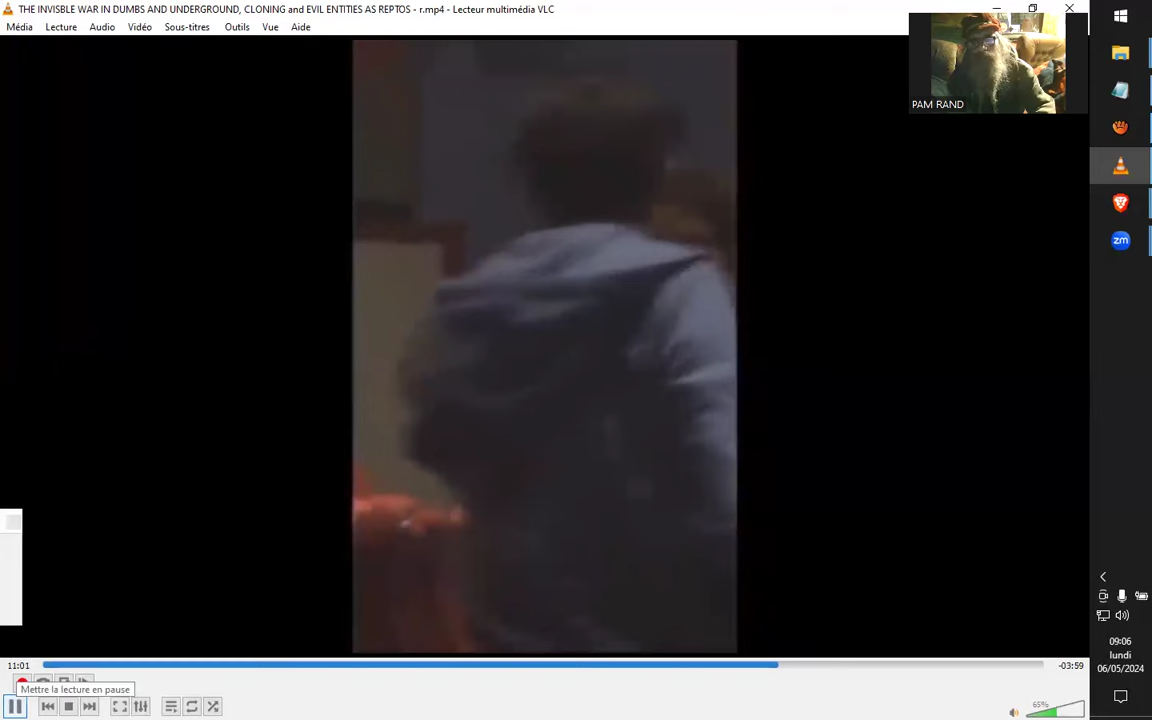 THE INVISBLE WAR IN DUMBS AND UNDERGROUND, CLONING and EVIL ENTITIES AS REPTOS - r.mp4 - Lecteur multimédia VLC
Média Lecture Audio Vidéo Sous-titres Outils Vue Aide
PAM RAND
zm
11:01
-03:59
Mettre la lecture en pause
65%
09:06
lundi
06/05/2024